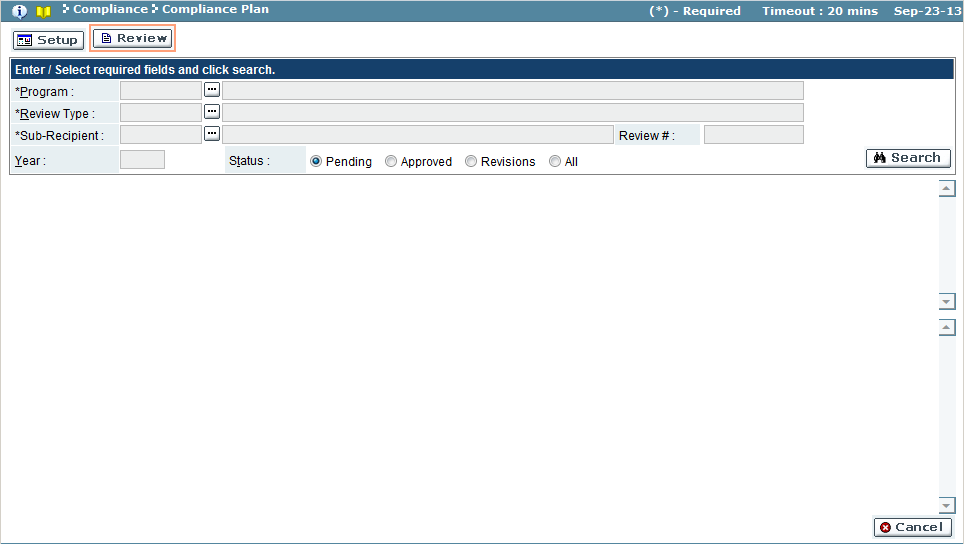 Compliance Compliance Plan (*) - Required Timeout : 20 mins Sep-23-13
Setup Review
Enter / Select required fields and click search.
*Program :
*Review Type :
*Sub-Recipient : Review # :
Year : Status : Pending Approved Revisions All Search
Cancel